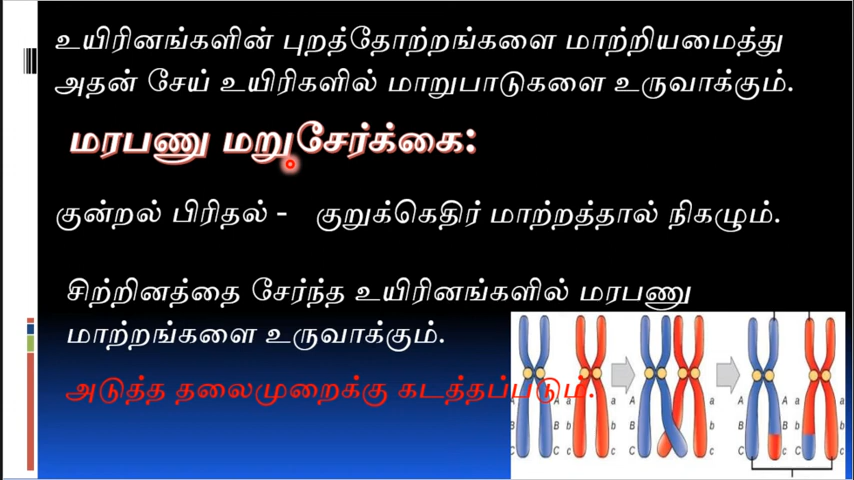 உயிரினங்களின் புறத்தோற்றங்களை மாற்றியமைத்து
அதன் சேய் உயிரிகளில் மாறுபாடுகளை உருவாக்கும்.
மரபணு மறுசேர்க்கை:
குன்றல் பிரிதல் - குறுக்கெதிர் மாற்றத்தால் நிகழும்.
சிற்றினத்தை சேர்ந்த உயிரினங்களில் மரபணு
மாற்றங்களை உருவாக்கும்.
அடுத்த தலைமுறைக்கு கடத்தப்படும்.
A a a A a A a a
B b b B b B b b
C c c C c C c c